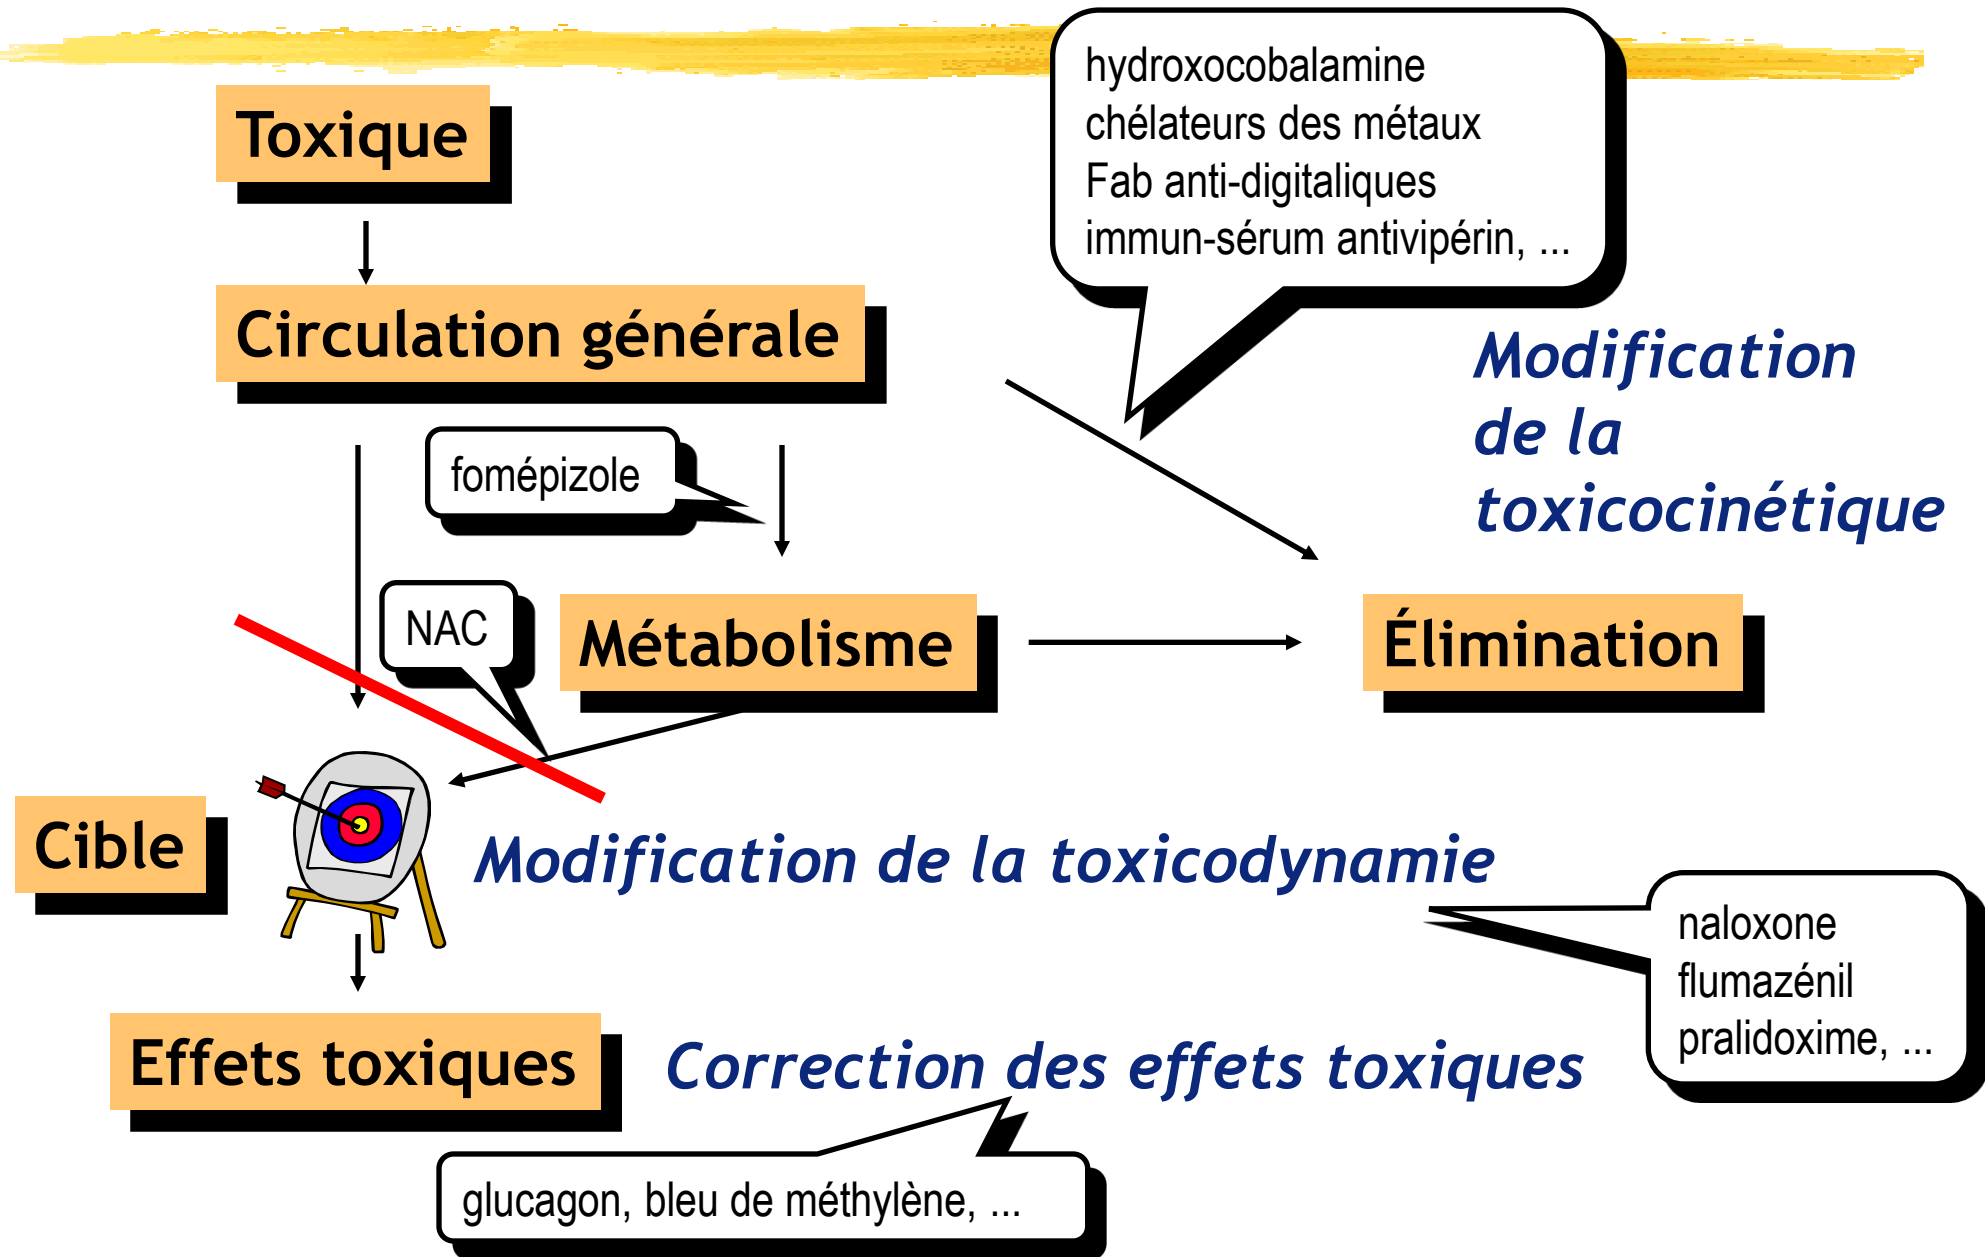 hydroxocobalamine
chélateurs des métaux
Fab anti-digitaliques
immun-sérum antivipérin, ...
Toxique
Circulation générale
Modification
de la
toxicocinétique
fomépizole
NAC
Métabolisme
Élimination
Cible
Modification de la toxicodynamie
naloxone
flumazénil
pralidoxime, ...
Effets toxiques
Correction des effets toxiques
glucagon, bleu de méthylène, ...